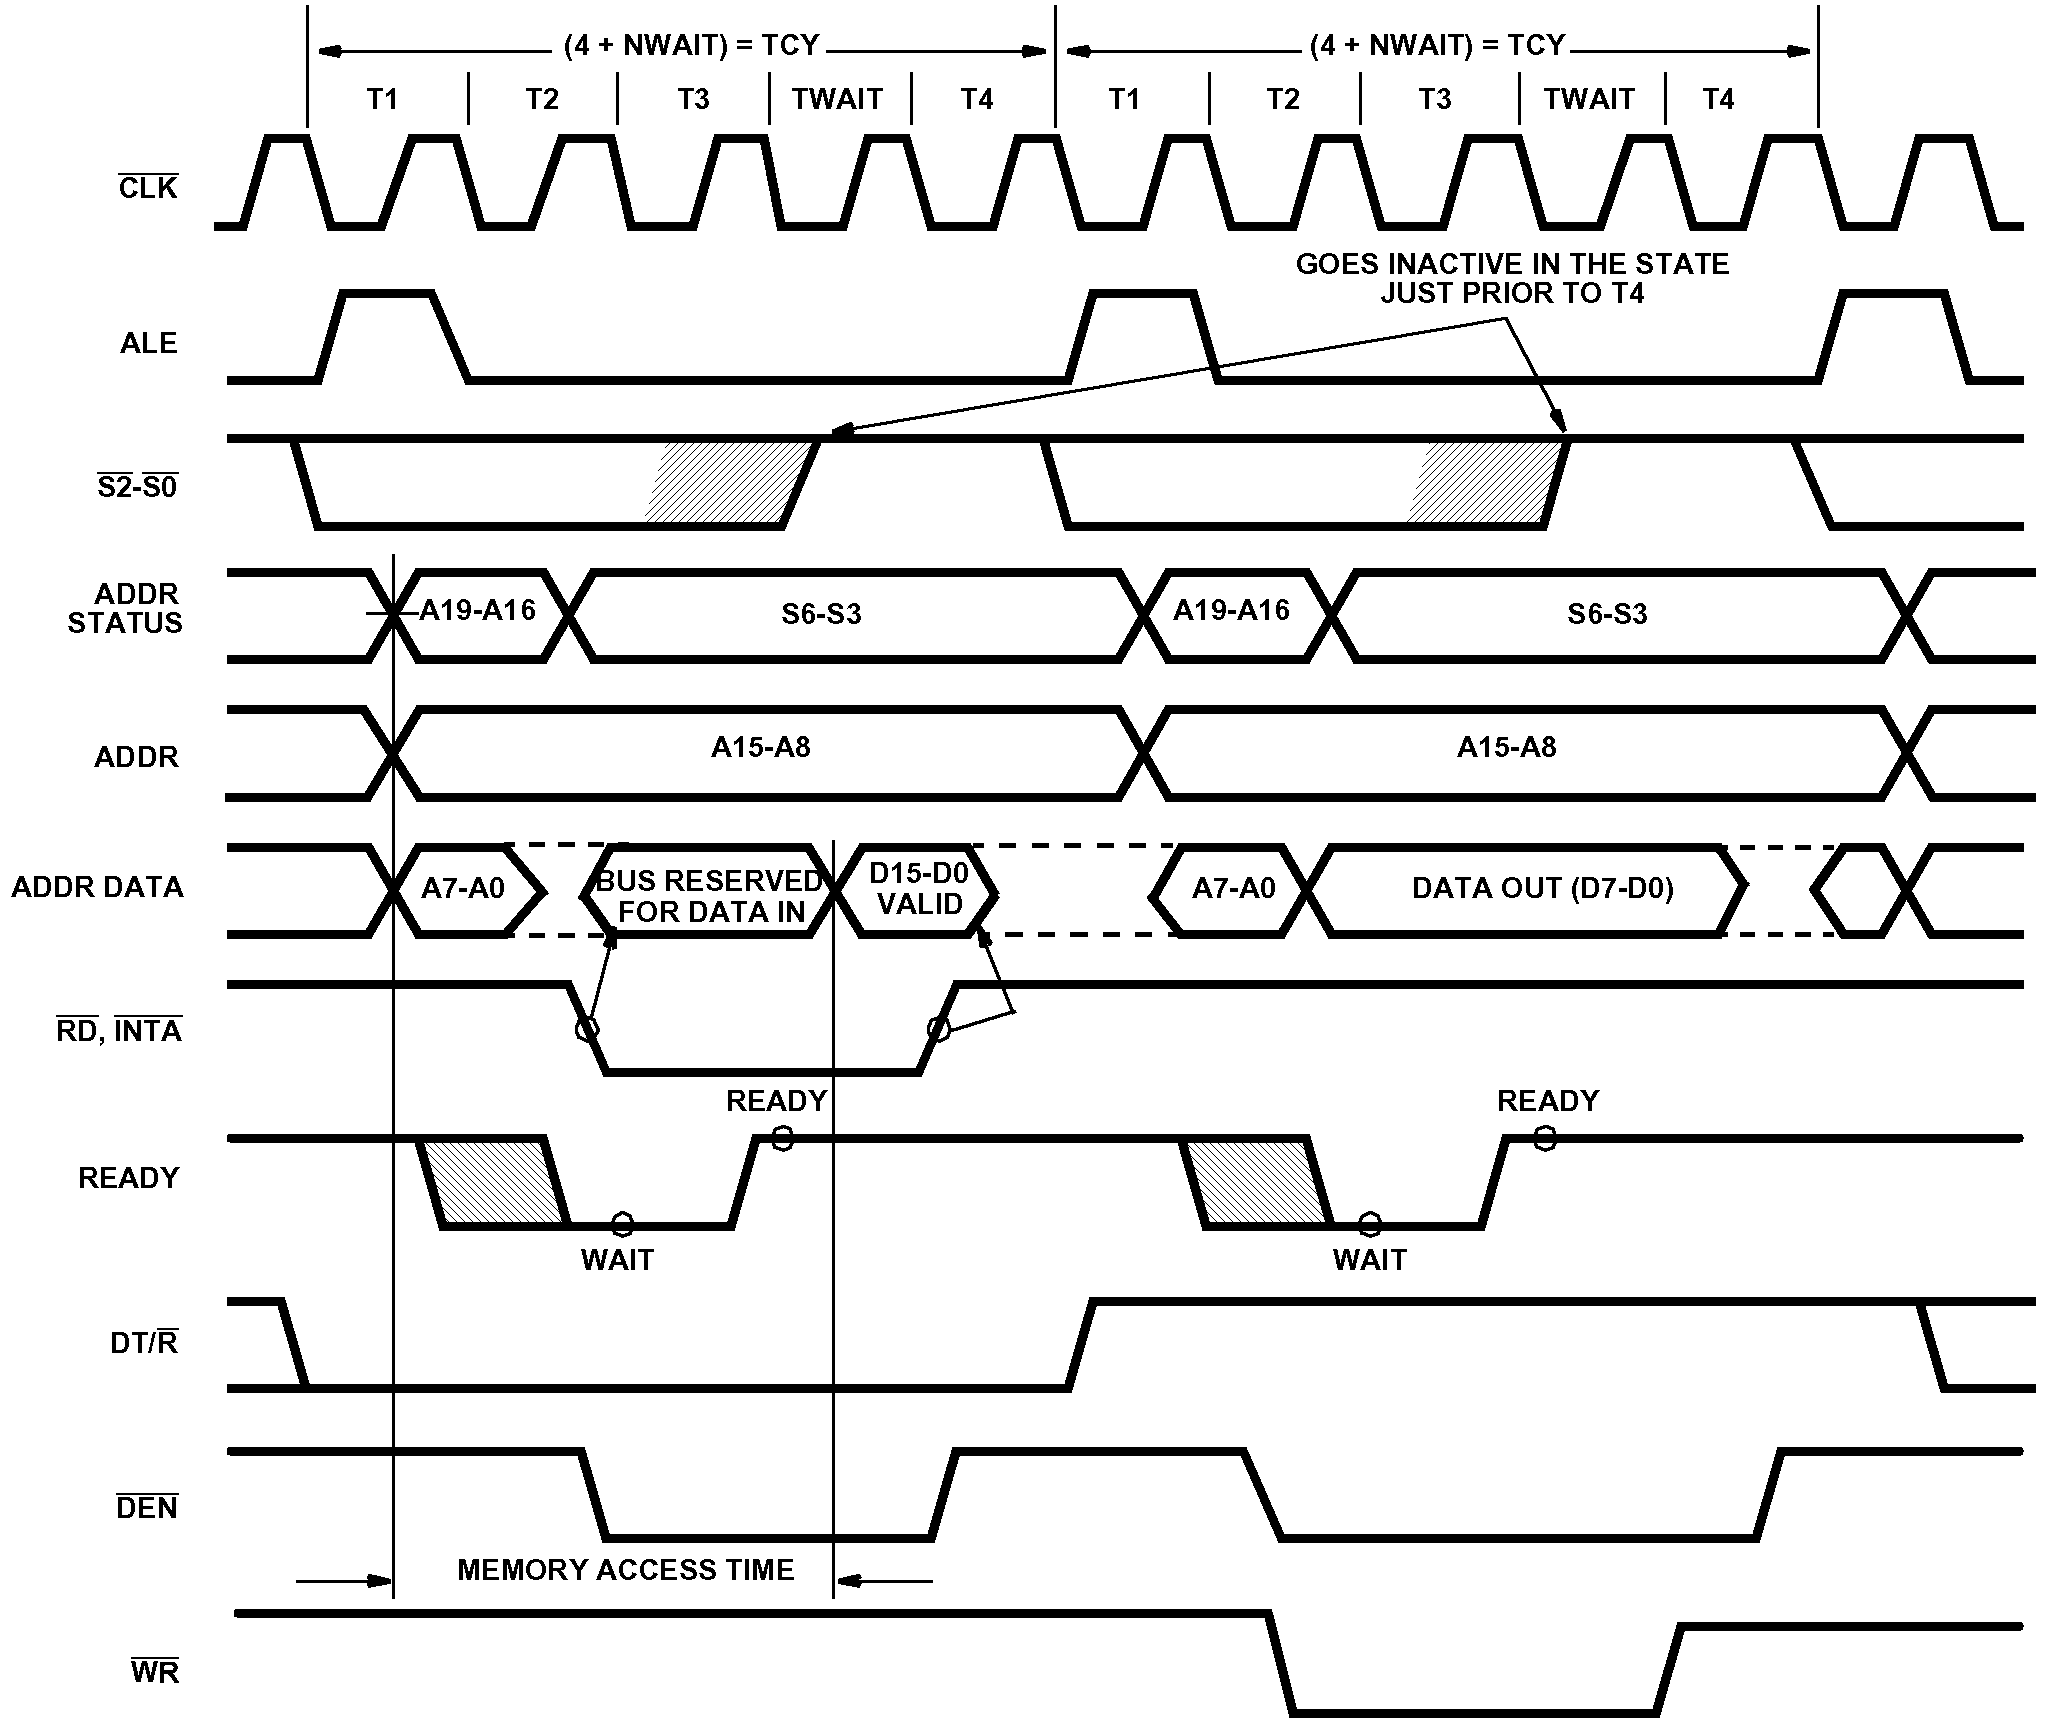 (4 + NWAIT) = TCY (4 + NWAIT) = TCY
T1 T2 T3 TWAIT T4 T1 T2 T3 TWAIT T4
CLK
GOES INACTIVE IN THE STATE
JUST PRIOR TO T4
ALE
S2-S0
ADDR
STATUS
A19-A16 S6-S3 A19-A16 S6-S3
ADDR A15-A8 A15-A8
ADDR DATA A7-A0
BUS RESERVED
FOR DATA IN
D15-D0
VALID
A7-A0 DATA OUT (D7-D0)
RD, INTA
READY READY
READY
WAIT WAIT
DT/R
DEN
MEMORY ACCESS TIME
WR